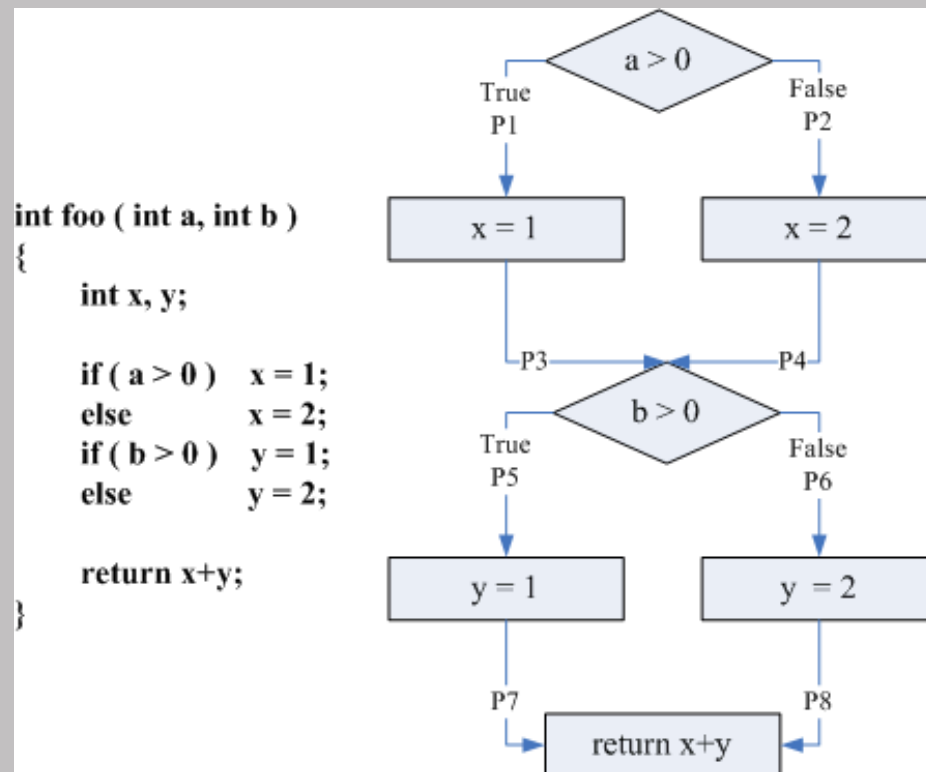 int foo ( int a, int b )
{
int x, y;
if ( a > 0 ) x = 1;
else x = 2;
if ( b > 0 ) y = 1;
else y = 2;
return x+y;
}
a > 0
True
P1
False
P2
x = 1
x = 2
P3
P4
b > 0
True
P5
False
P6
y = 1
y = 2
P7
P8
return x+y